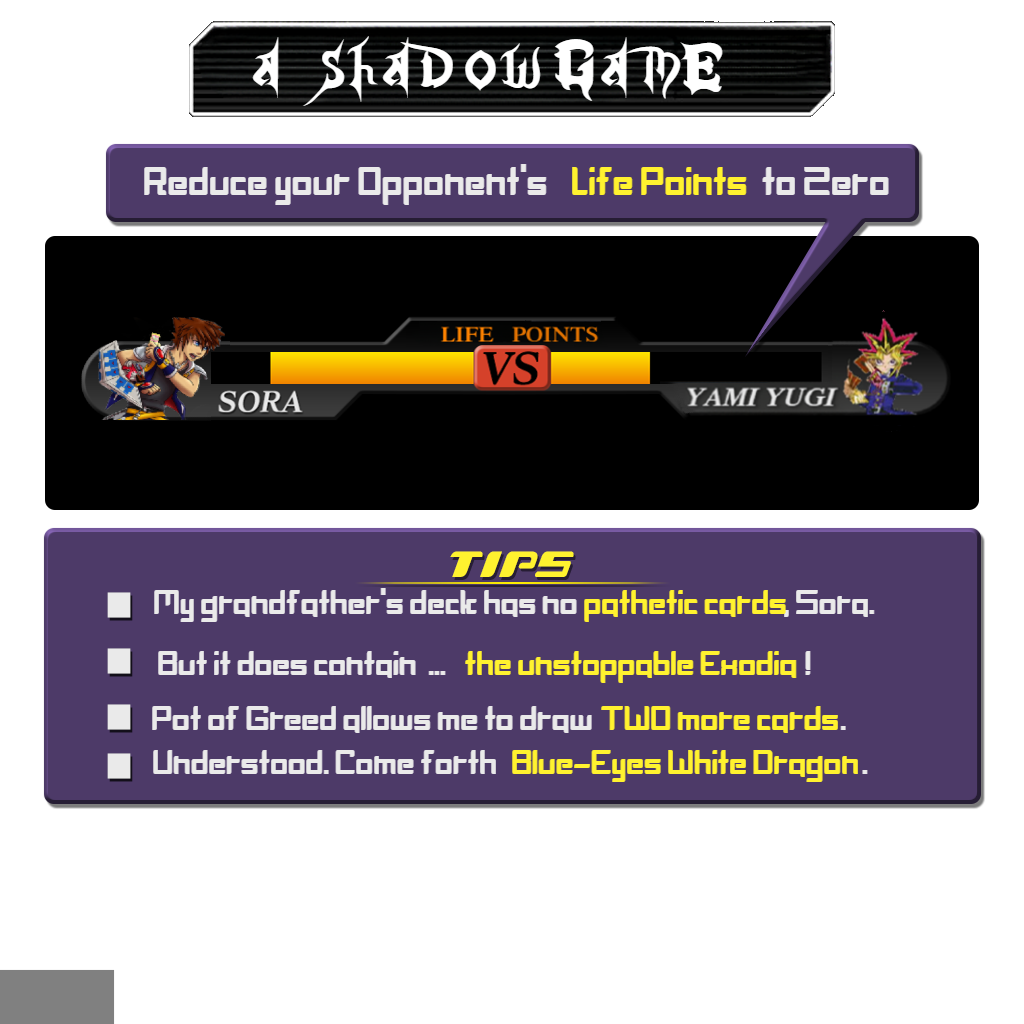 A SHADOW GAME
Reduce your Opponent's Life Points to Zero
LIFE POINTS
VS
SORA
YAMI YUGI
TIPS
My grandfather's deck has no pathetic cards, Sora.
But it does contain ... the unstoppable Exodia !
Pot of Greed allows me to draw TWO more cards.
Understood. Come forth Blue-Eyes White Dragon.